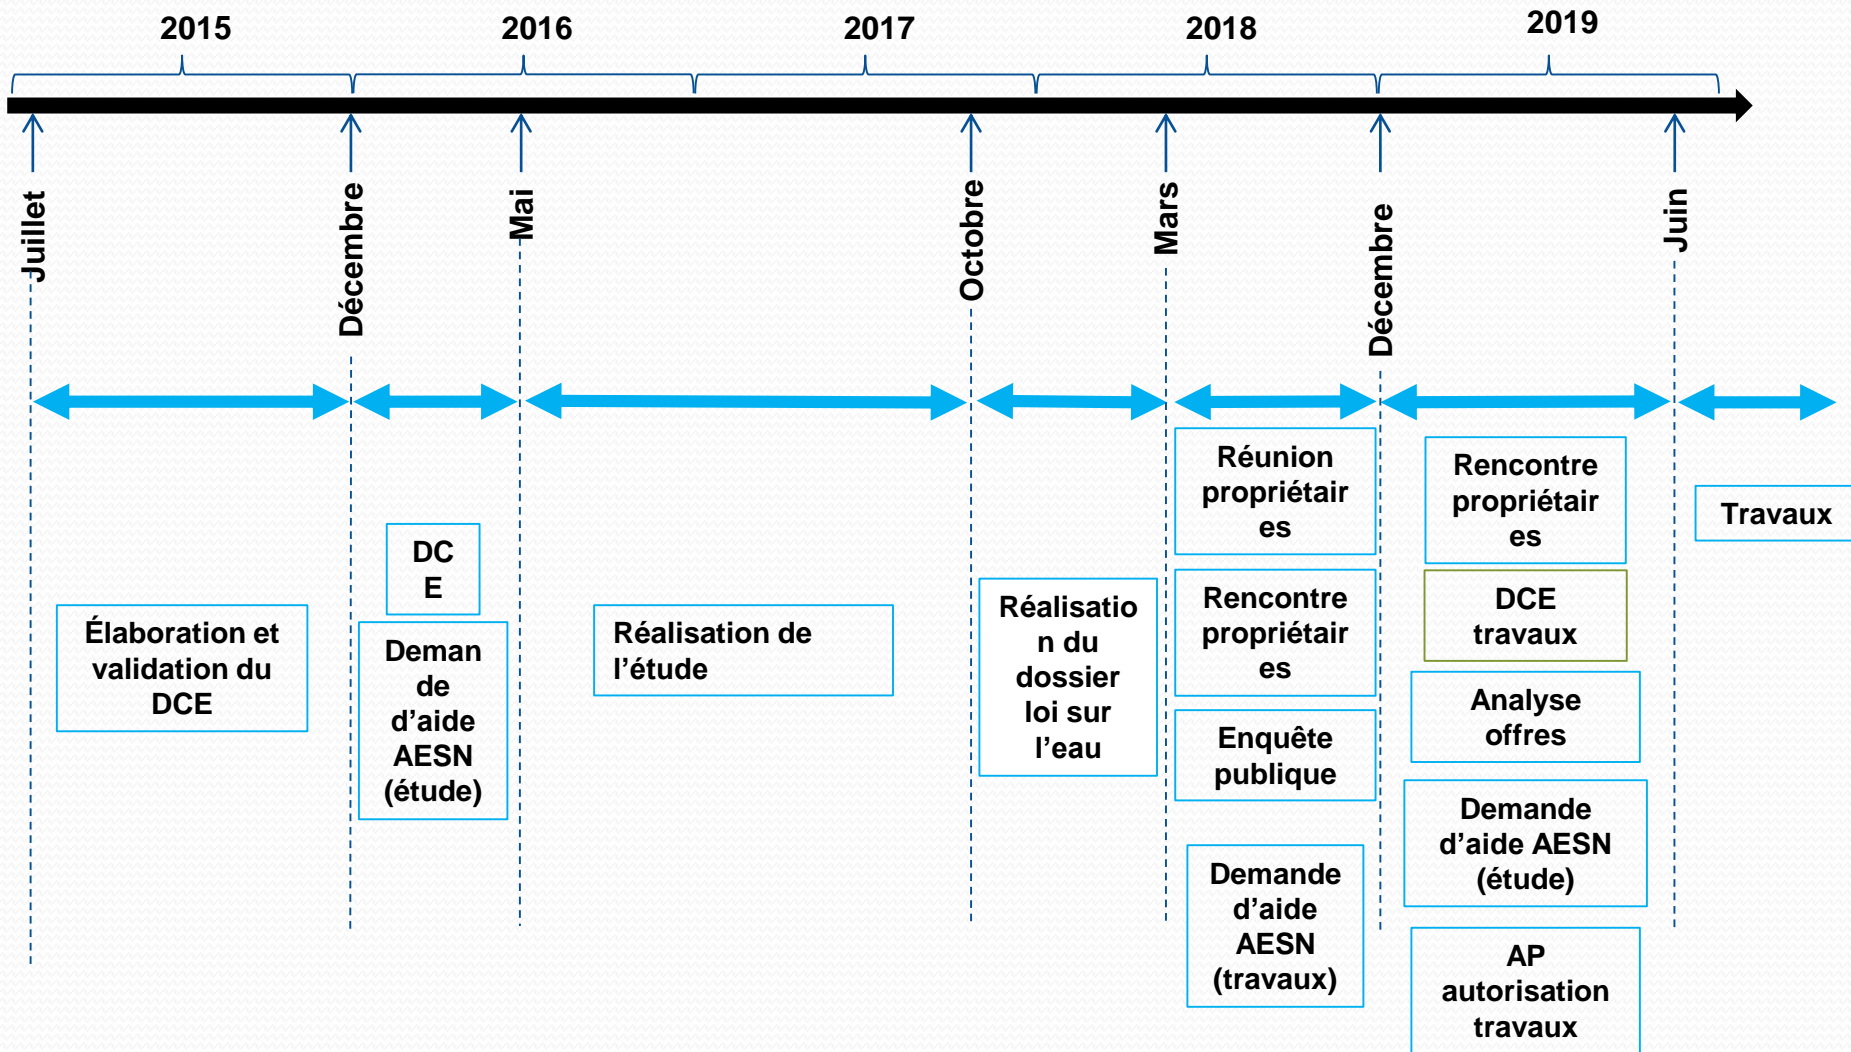 2015
2016
2017
2018
2019
Juillet
Décembre
Mai
Octobre
Mars
Décembre
Juin
Élaboration et
validation du
DCE
DC
E
Deman
de
d’aide
AESN
(étude)
Réalisation de
l’étude
Réalisatio
n du
dossier
loi sur
l’eau
Réunion
propriétair
es
Rencontre
propriétair
es
Enquête
publique
Demande
d’aide
AESN
(travaux)
Rencontre
propriétair
es
DCE
travaux
Analyse
offres
Demande
d’aide AESN
(étude)
AP
autorisation
travaux
Travaux